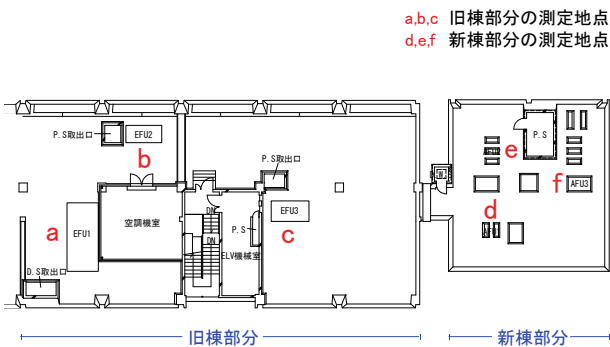 a,b,c 旧棟部分の測定地点
d,e,f 新棟部分の測定地点
P.S取出口
EFU2
b
P.S取出口
EFU3
c
a
EFU1
空調機室
D.S取出口
DN
DN
P.S
ELV機械室
P.S
e
f
AFU3
d
旧棟部分
新棟部分